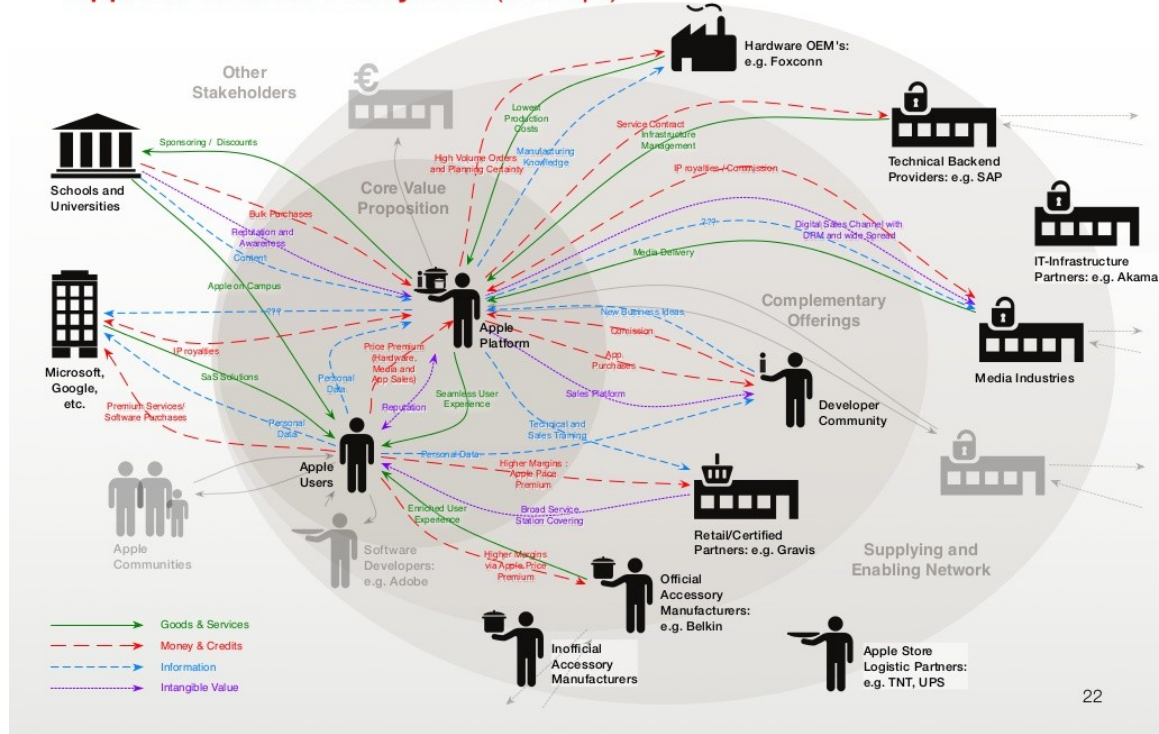 Hardware OEM's:
e.g. Foxconn
Other
Stakeholders
€
Lowest
Production
Costs
Service Contract
Infrastructure
Management
Technical Backend
Providers: e.g. SAP
Sponsoring / Discounts
Manufacturing
Knowledge
High Volume Orders
and Planning Certainty
IP royalties / Commission
Schools and
Universities
Core Value
Proposition
Bulk Purchases
Reputation and
Awareness
Content
???
Digital Sales Channel with
DRM and wide Spread
Media Delivery
IT-Infrastructure
Partners: e.g. Akama
Apple on Campus
Complementary
Offerings
???
Apple
Platform
New Business Ideas
Comission
App
Purchases
IP royalties
Price Premium
(Hardware,
Media and
App Sales)
Microsoft,
Google,
etc.
SaS Solutions
Personal
Data
Seamless User
Experience
Sales Platform
Media Industries
Developer
Community
Premium Services/
Software Purchases
Reputation
Personal
Data
Technical and
Sales Training
Personal Data
Apple
Users
Higher Margins :
Apple Price
Premium
Enriched User
Experience
Broad Service
Station Covering
Retail/Certified
Partners: e.g. Gravis
Apple
Communities
Software
Developers:
e.g. Adobe
Higher Margins
via Apple Price
Premium
Supplying and
Enabling Network
Official
Accessory
Manufacturers:
e.g. Belkin
Goods & Services
Money & Credits
Information
Intangible Value
Inofficial
Accessory
Manufacturers
Apple Store
Logistic Partners:
e.g. TNT, UPS
22